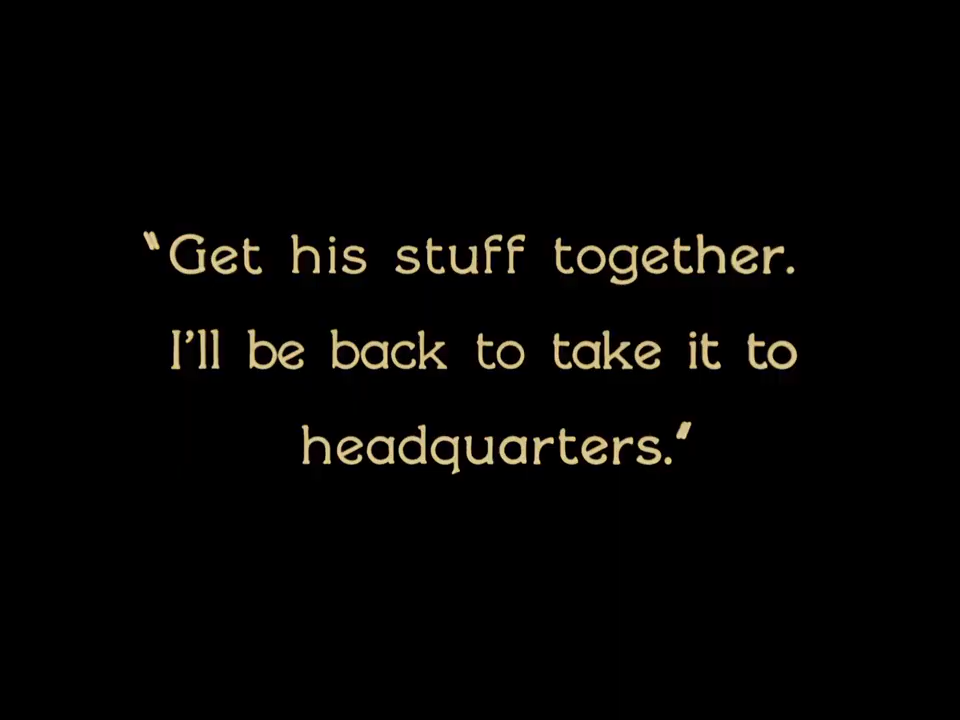 "Get his stuff together.
I'll be back to take it to
headquarters."